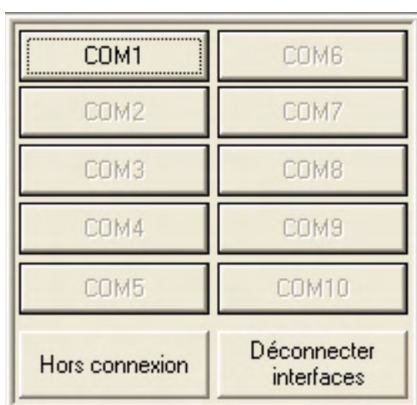 COM1 COM6
COM2 COM7
COM3 COM8
COM4 COM9
COM5 COM10
Hors connexion
Déconnecter
interfaces